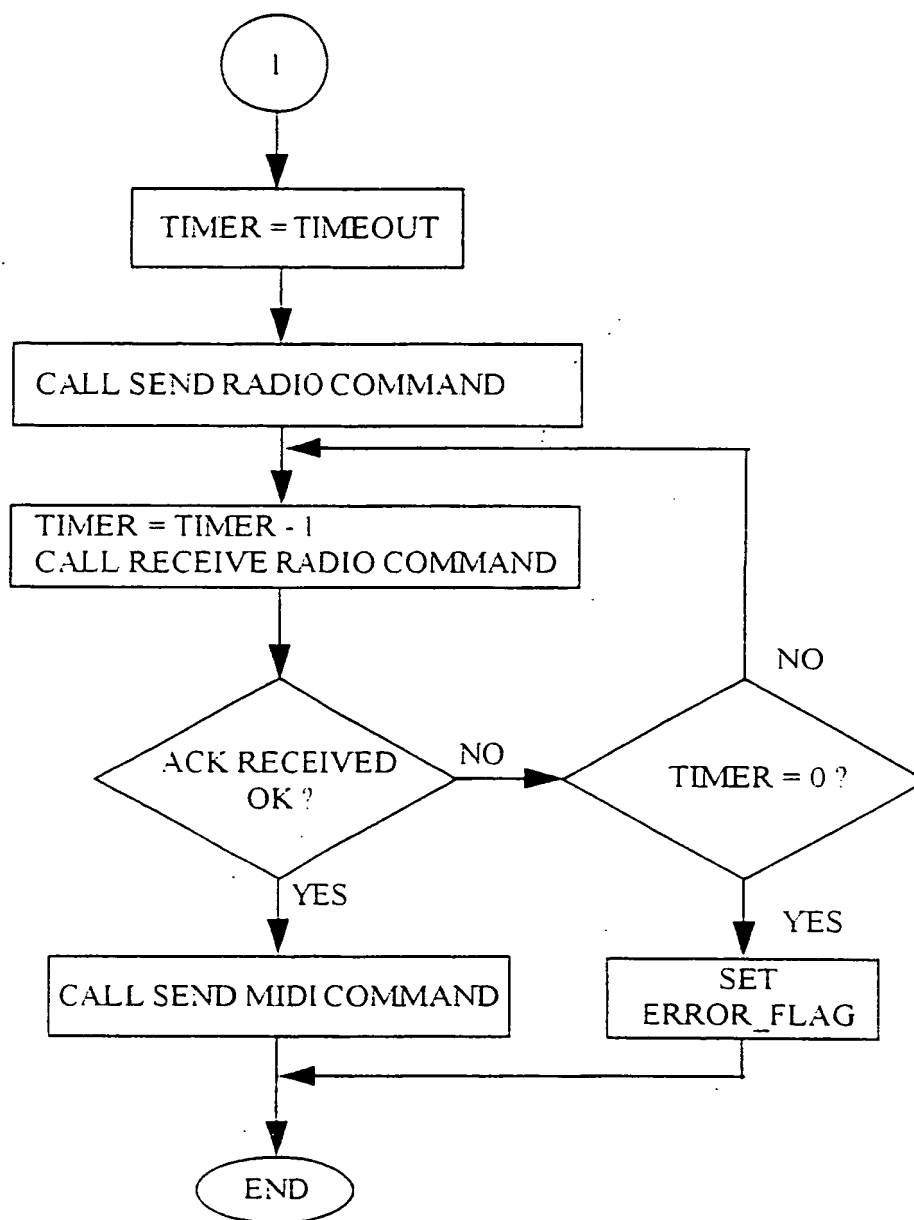 1
TIMER = TIMEOUT
CALL SEND RADIO COMMAND
TIMER = TIMER - 1
CALL RECEIVE RADIO COMMAND
NO
ACK RECEIVED
OK ?
NO
TIMER = 0 ?
YES
YES
CALL SEND MIDI COMMAND
SET
ERROR_FLAG
END